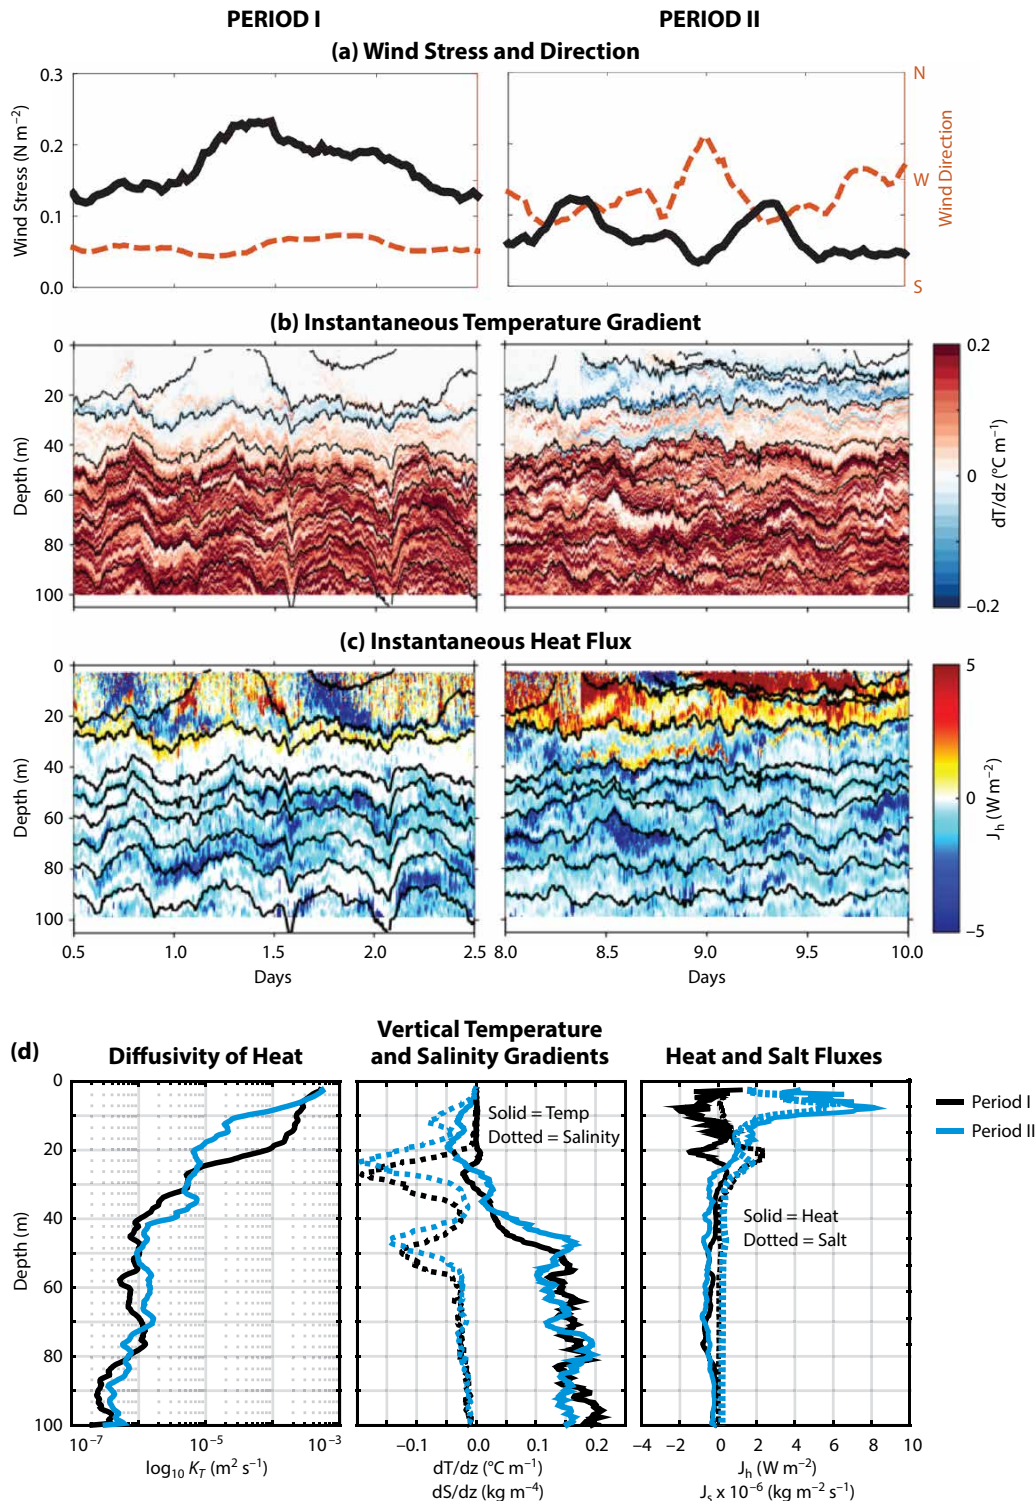 PERIOD I
PERIOD II
(a) Wind Stress and Direction
0.3
0.2
0.1
0.0
Wind Stress (N m−2)
N
W
S
Wind Direction
(b) Instantaneous Temperature Gradient
0
20
40
60
80
100
Depth (m)
0.2
0
−0.2
dT/dz (°C m−1)
(c) Instantaneous Heat Flux
0
20
40
60
80
100
Depth (m)
5
0
−5
Jh (W m−2)
0.5 1.0 1.5 2.0 2.5
8.0 8.5 9.0 9.5 10.0
Days
Days
(d)
Diffusivity of Heat
Vertical Temperature
and Salinity Gradients
Heat and Salt Fluxes
0
20
40
60
80
100
Depth (m)
Solid = Temp
Dotted = Salinity
Solid = Heat
Dotted = Salt
Period I
Period II
10−7 10−6 10−5 10−3
−0.1 0.0 0.1 0.2
−4 −2 0 2 4 6 8 10
log10 KT (m2 s−1)
dT/dz (°C m−1)
dS/dz (kg m−4)
Jh (W m−2)
Js x 10−6 (kg m−2 s−1)